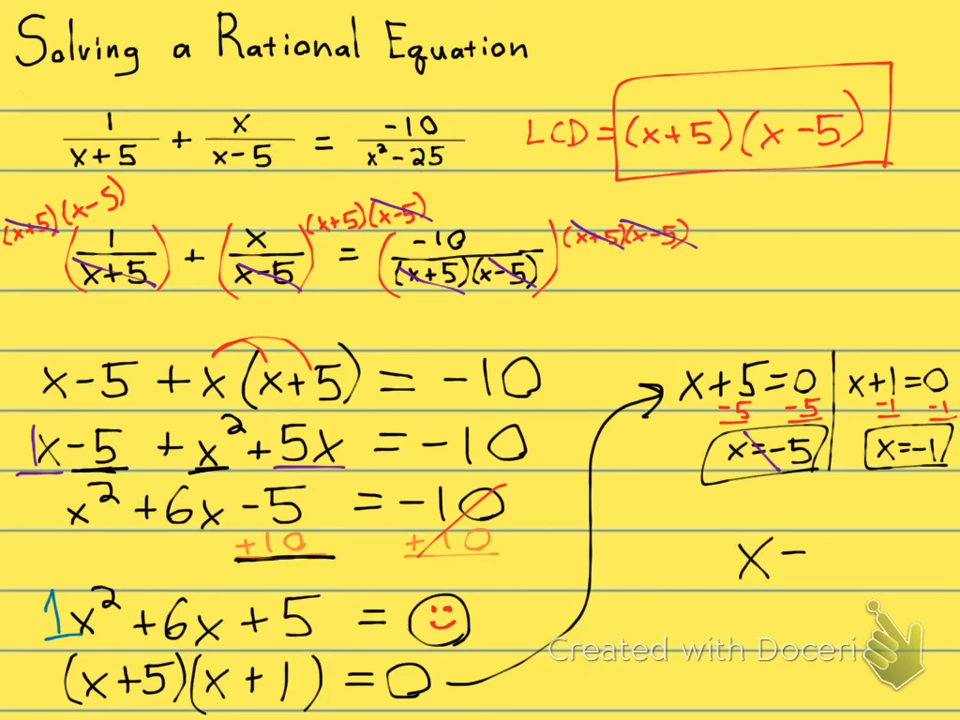 Solving a Rational Equation
1/(x+5) + x/(x-5) = -10/(x²-25) LCD = (x+5)(x-5)
(x+5)(x-5) (1/(x+5)) + (x/(x-5)) (x+5)(x-5) = (-10/((x+5)(x-5))) (x+5)(x-5)
x-5 + x(x+5) = -10
1x-5 + x² + 5x = -10
x² + 6x - 5 = -10
+10 +10
1x² + 6x + 5 =
(x+5)(x+1) = 0
x+5=0 x+1=0
-5 -5 -1 -1
x=-5 x=-1
x -
Created with Doceri